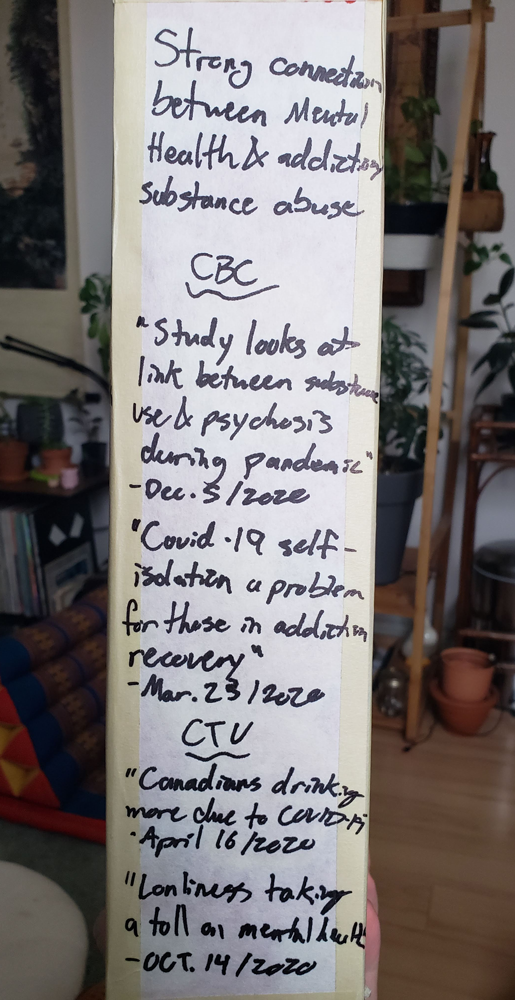 Strong connection
between Mental
Health & addiction
substance abuse
CBC
"Study looks at
link between substance
use & psychosis
during pandemic"
-Dec. 5/2020
"Covid-19 self-
isolation a problem
for those in addiction
recovery"
-Mar. 23/2020
CTV
"Canadians drinking
more due to COVID-19
-April 16/2020
"Lonliness taking
a toll on mental health
-OCT. 14/2020